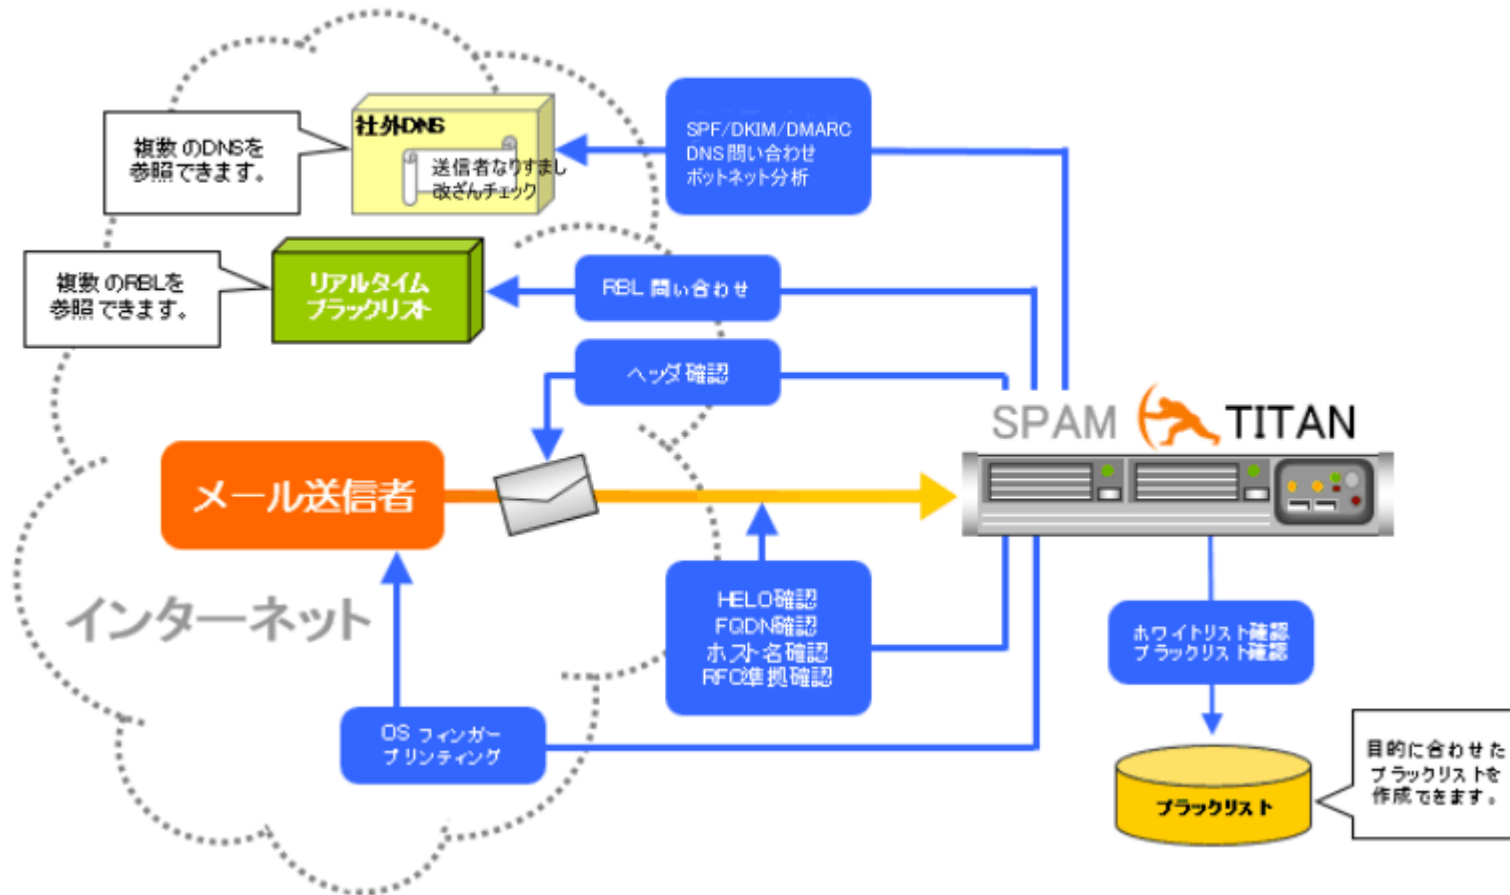 複数のDNSを
参照できます。
社外DNS
送信者なりすまし
改ざんチェック
SPF/DKIM/DMARC
DNS問い合わせ
ボットネット分析
複数のRBLを
参照できます。
リアルタイム
ブラックリスト
RBL 問い合わせ
ヘッダ確認
SPAM TITAN
メール送信者
インターネット
HELO確認
FQDN確認
ホスト名確認
RFC準拠確認
OS フィンガー
プリンティング
ホワイトリスト確認
ブラックリスト確認
ブラックリスト
目的に合わせた
ブラックリストを
作成できます。